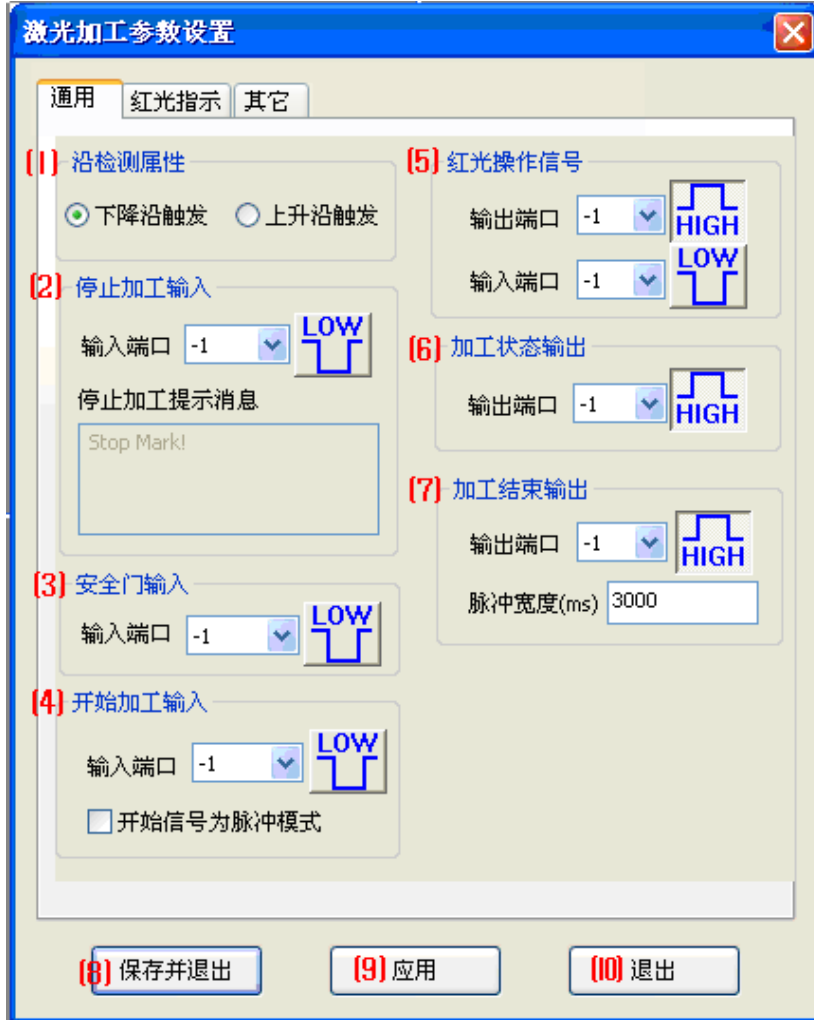 激光加工参数设置
通用 红光指示 其它
(1) 沿检测属性
下降沿触发 上升沿触发
(2) 停止加工输入
输入端口 -1 LOW
停止加工提示消息
Stop Mark!
(3) 安全门输入
输入端口 -1 LOW
(4) 开始加工输入
输入端口 -1 LOW
开始信号为脉冲模式
(5) 红光操作信号
输出端口 -1 HIGH
输入端口 -1 LOW
(6) 加工状态输出
输出端口 -1 HIGH
(7) 加工结束输出
输出端口 -1 HIGH
脉冲宽度(ms) 3000
(8) 保存并退出 (9) 应用 (10) 退出